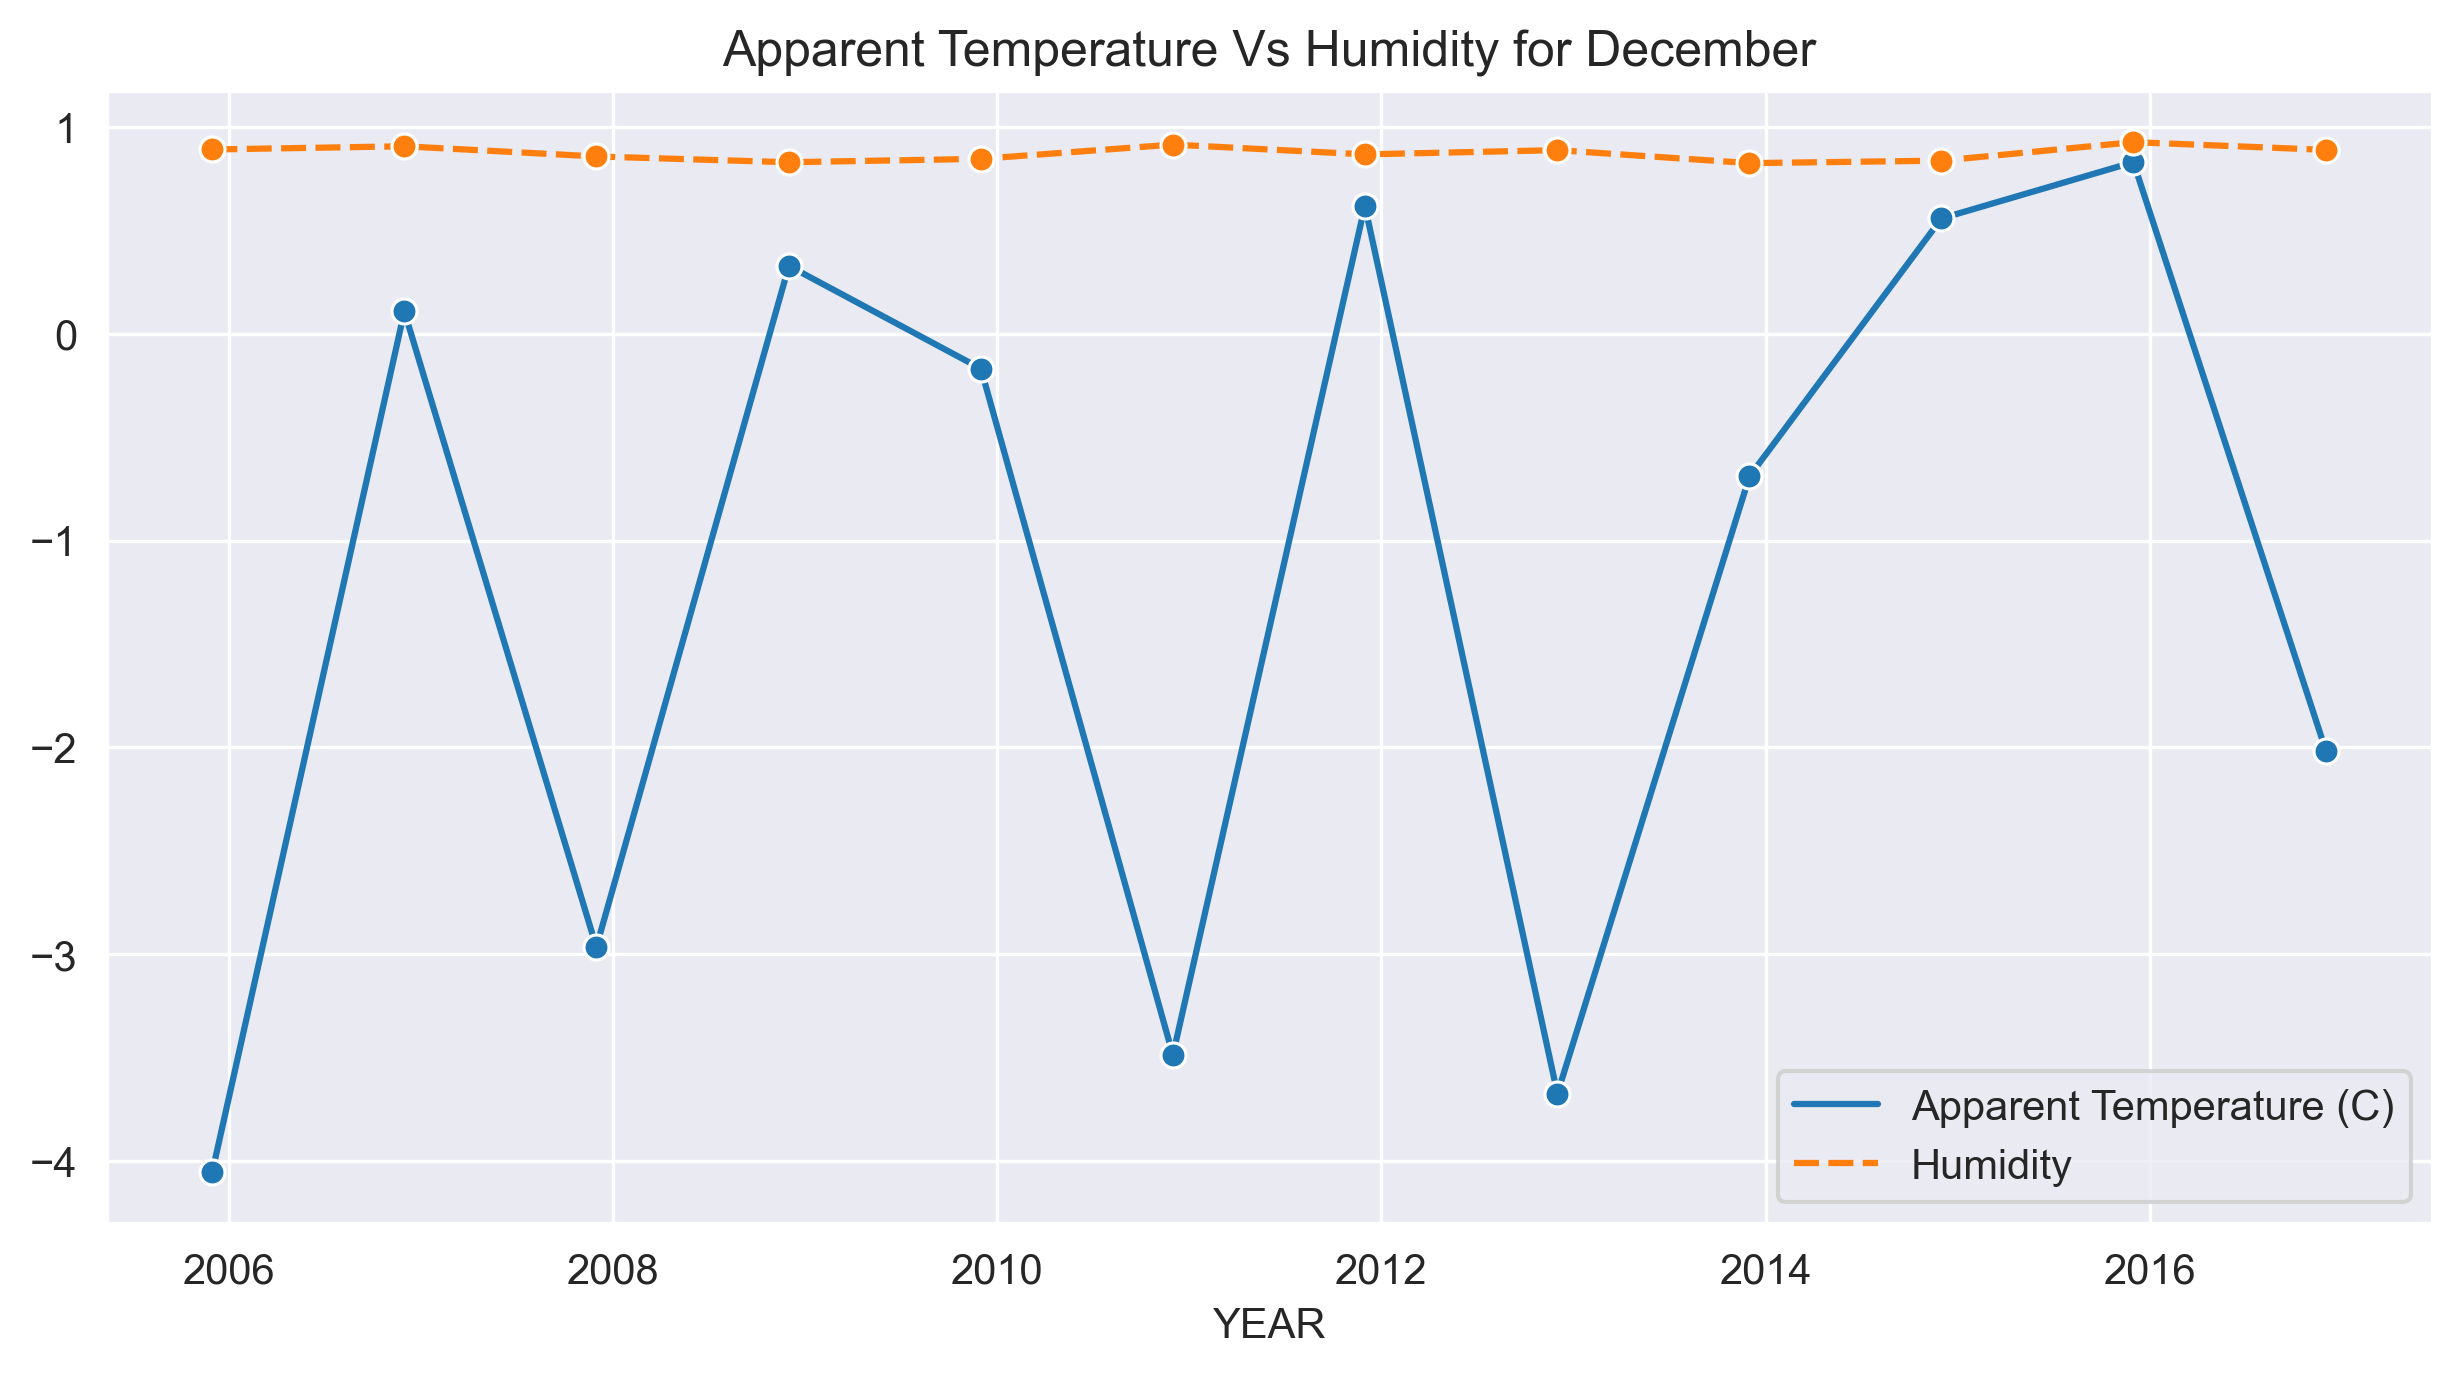 Apparent Temperature Vs Humidity for December
1
0
−1
−2
−3
−4
Apparent Temperature (C)
Humidity
2006 2008 2010 2012 2014 2016
YEAR